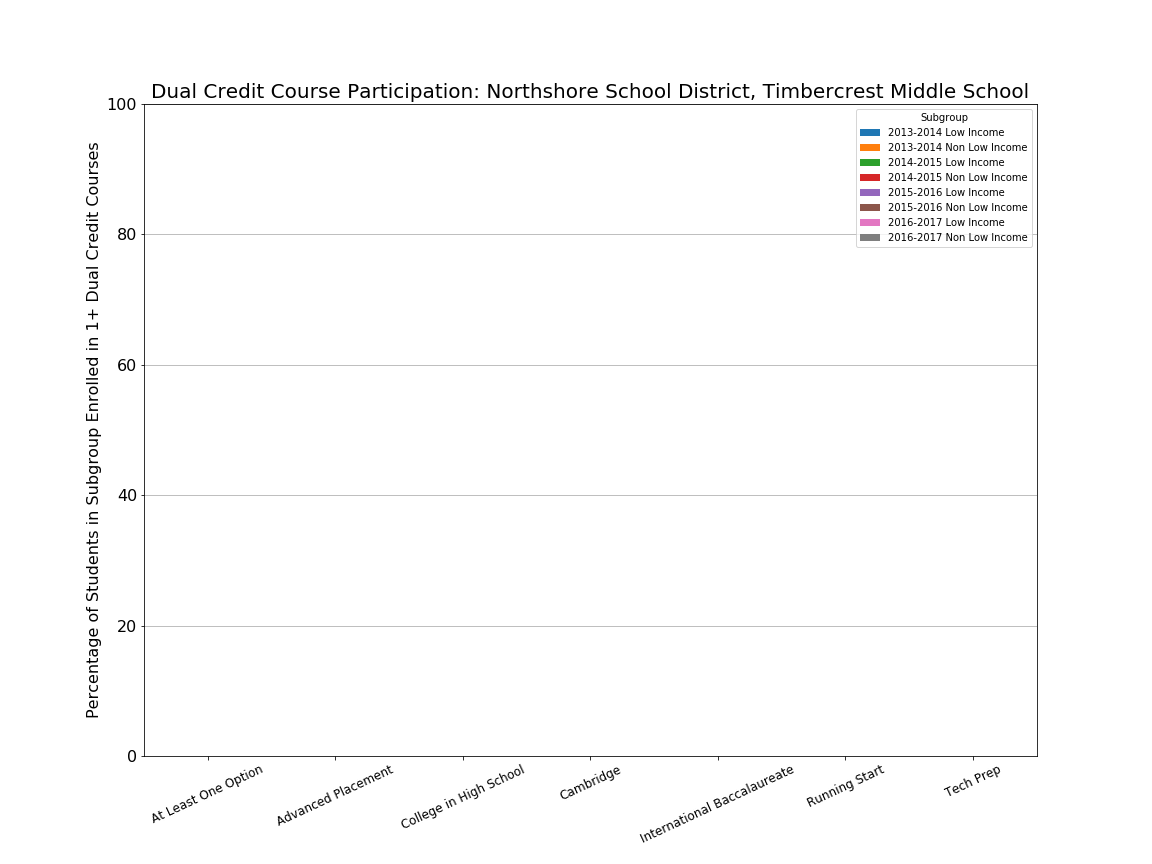 Dual Credit Course Participation: Northshore School District, Timbercrest Middle School
Percentage of Students in Subgroup Enrolled in 1+ Dual Credit Courses
100
80
60
40
20
0
Subgroup
2013-2014 Low Income
2013-2014 Non Low Income
2014-2015 Low Income
2014-2015 Non Low Income
2015-2016 Low Income
2015-2016 Non Low Income
2016-2017 Low Income
2016-2017 Non Low Income
At Least One Option
Advanced Placement
College in High School
Cambridge
International Baccalaureate
Running Start
Tech Prep